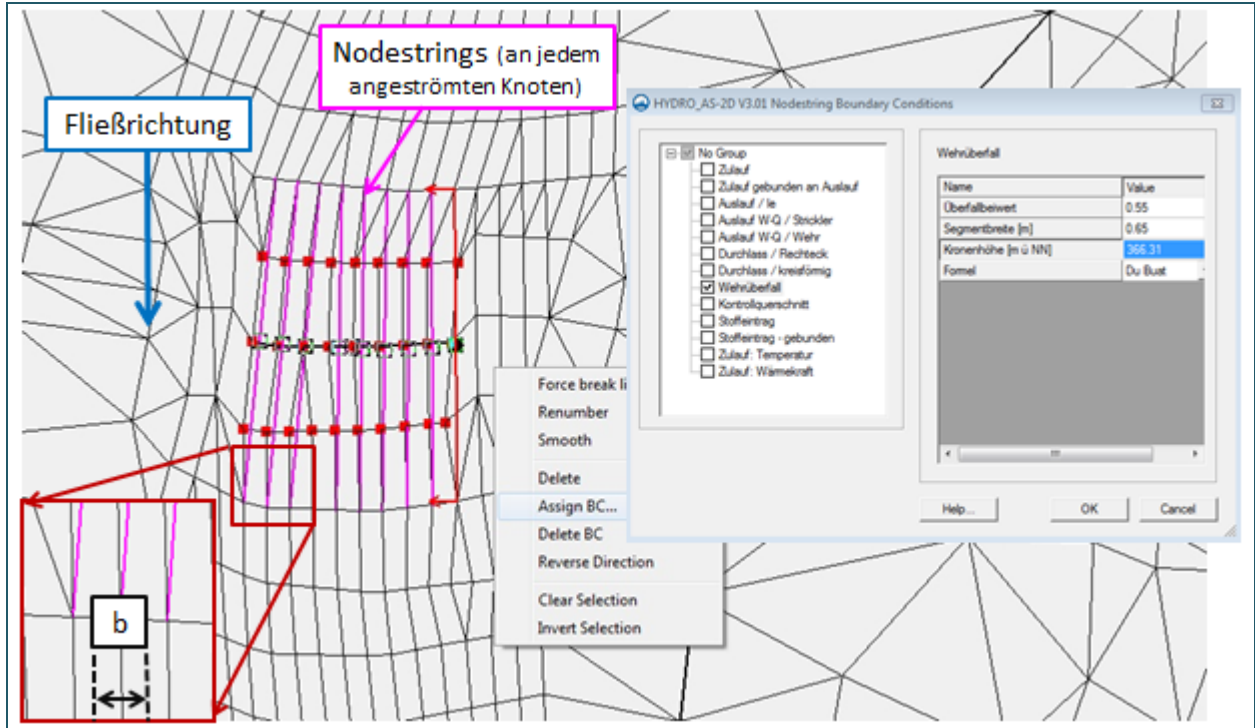 Nodestrings (an jedem
angeströmten Knoten)
Fließrichtung
HYDRO_AS-2D V3.01 Nodestring Boundary Conditions
No Group
Zulauf
Zulauf gebunden an Auslauf
Auslauf / Ie
Auslauf W-Q / Strickler
Auslauf W-Q / Wehr
Durchlass / Rechteck
Durchlass / kreisförmig
Wehrüberfall
Kontrollquerschnitt
Stoffeintrag
Stoffeintrag - gebunden
Zulauf: Temperatur
Zulauf: Wärmekraft
Wehrüberfall
Name Value
Überfallbeiwert 0.55
Segmentbreite [m] 0.65
Kronenhöhe [m ü NN] 366.31
Formel Du Buat
Help... OK Cancel
Force break li
Renumber
Smooth
Delete
Assign BC...
Delete BC
Reverse Direction
Clear Selection
Invert Selection
b